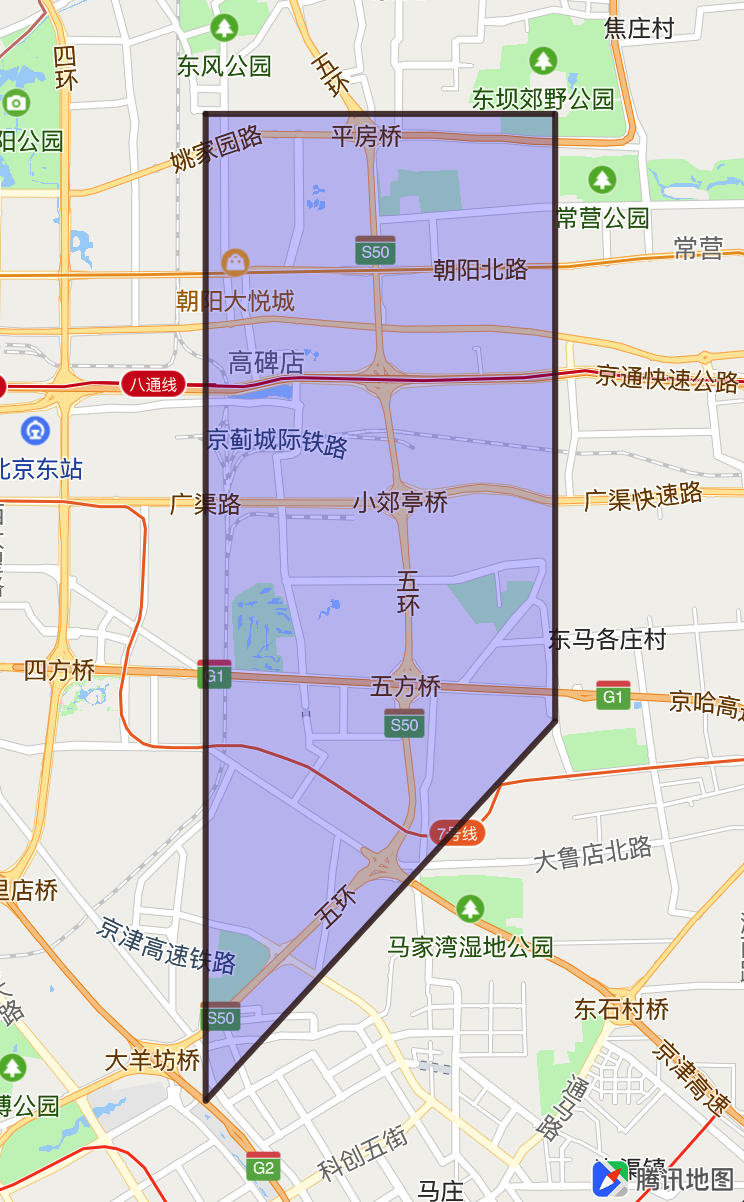 焦庄村
四环
东风公园
五环
东坝郊野公园
阳公园
姚家园路
平房桥
常营公园
S50
常营
朝阳北路
朝阳大悦城
高碑店
八通线
京通快速公路
京蓟城际铁路
北京东站
广渠路
小郊亭桥
广渠快速路
五环
东马各庄村
四方桥
G1
五方桥
G1
京哈高速
S50
7号线
大鲁店北路
里店桥
五环
京津高速铁路
马家湾湿地公园
S50
东石村桥
路
大羊坊桥
京津高速
博公园
通马路
科创五街
G2
渠镇
马庄
腾讯地图